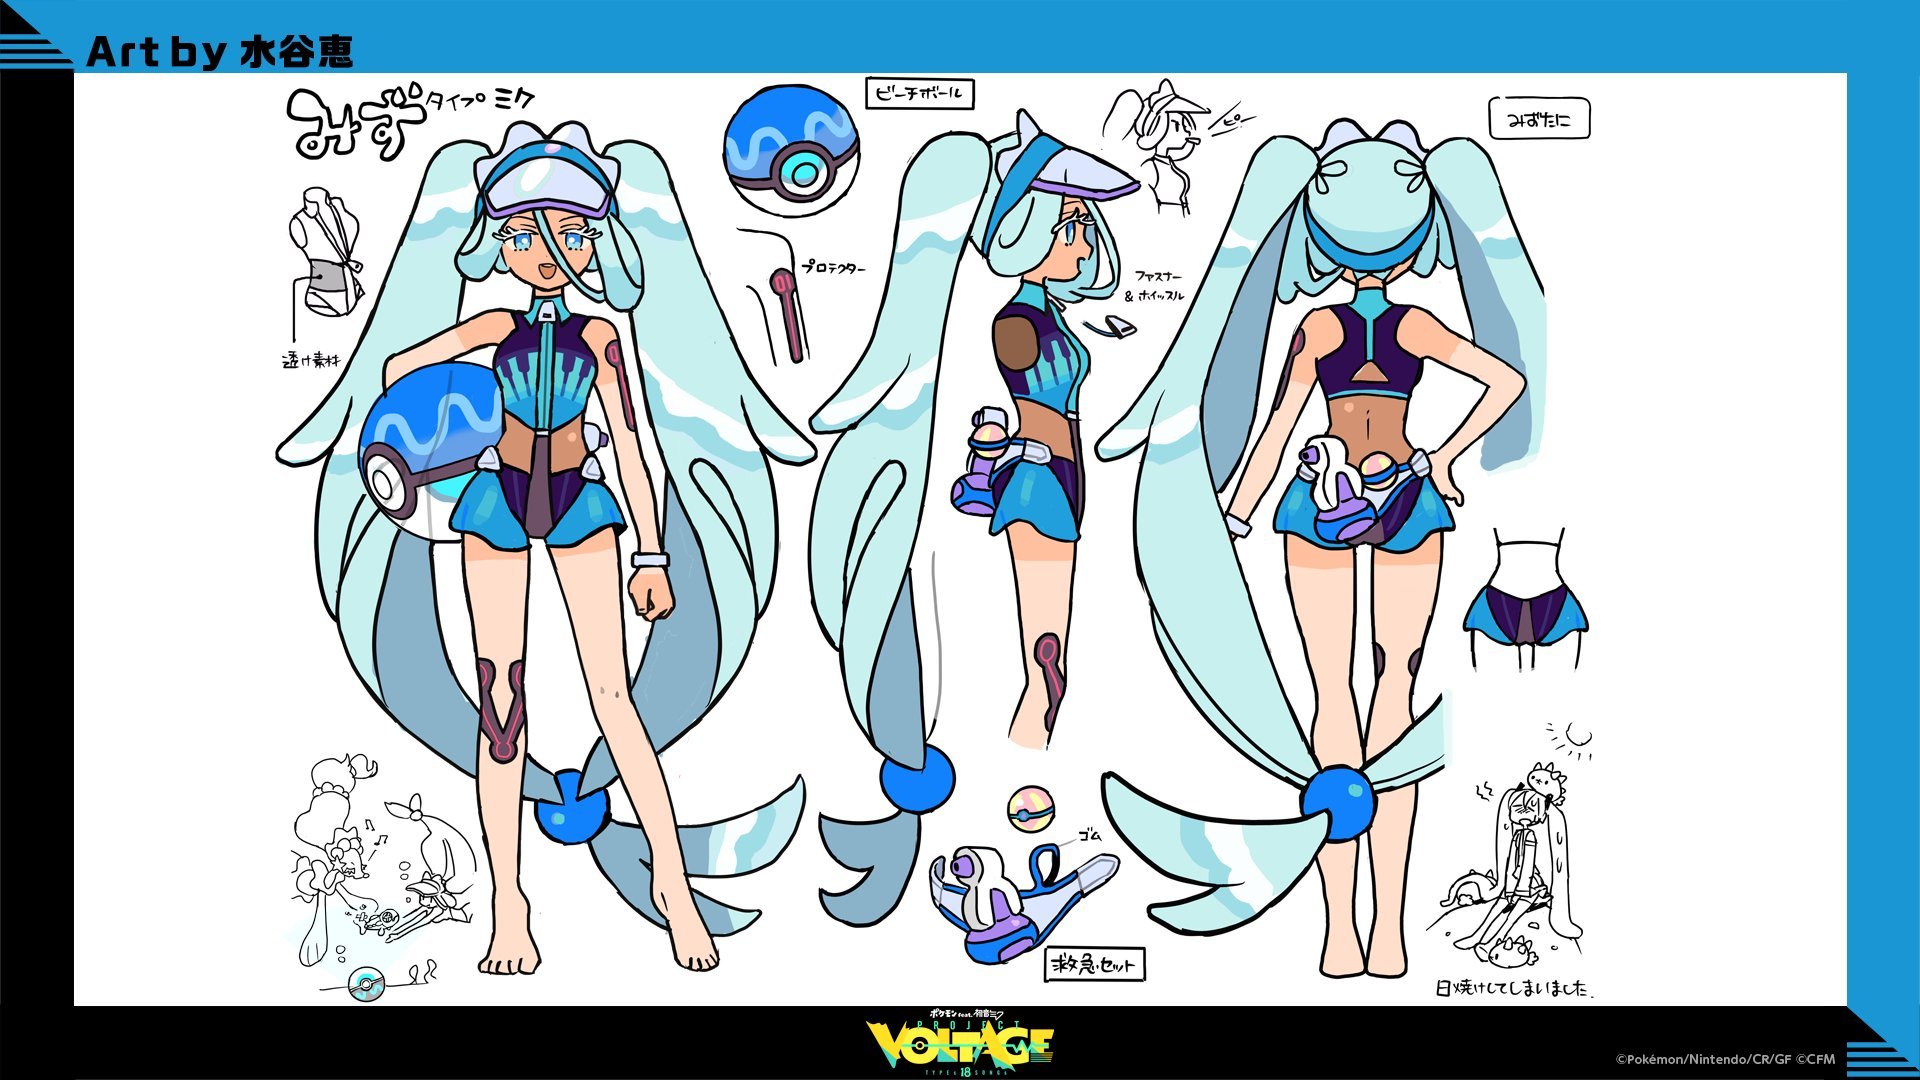 Art by 水谷恵
みず タイプ ミク
ビーチボール
ピー
みずたに
プロテクター
ファスナー
& ホイッスル
透け素材
ゴム
救急セット
日焼けしてしまいました.
ポケモン feat. 初音ミク
PROJECT
VOLTAGE
TYPES 18 SONGS
©Pokémon/Nintendo/CR/GF ©CFM